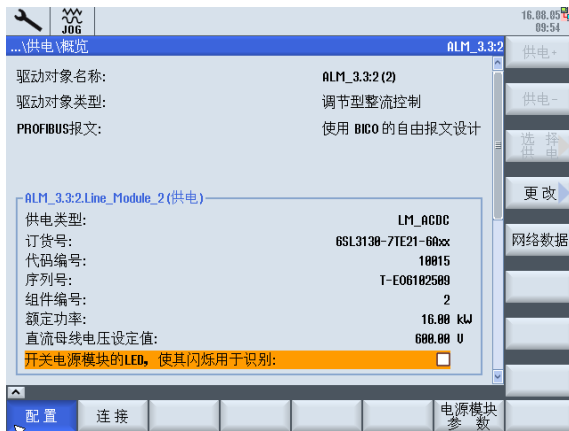 JOG
16.08.05
09:54
...\供电\概览 ALM_3.3:2
供电+
驱动对象名称: ALM_3.3:2 (2)
驱动对象类型: 调节型整流控制
供电-
PROFIBUS报文: 使用 BICO 的自由报文设计
选 择
供 电
更 改
ALM_3.3:2.Line_Module_2 (供电)
供电类型: LM_ACDC
订货号: 6SL3130-7TE21-6Axx
网络数据
代码编号: 10015
序列号: T-E06102509
组件编号: 2
额定功率: 16.00 kW
直流母线电压设定值: 600.00 V
开关电源模块的LED，使其闪烁用于识别:
配 置
连 接
电源模块
参 数